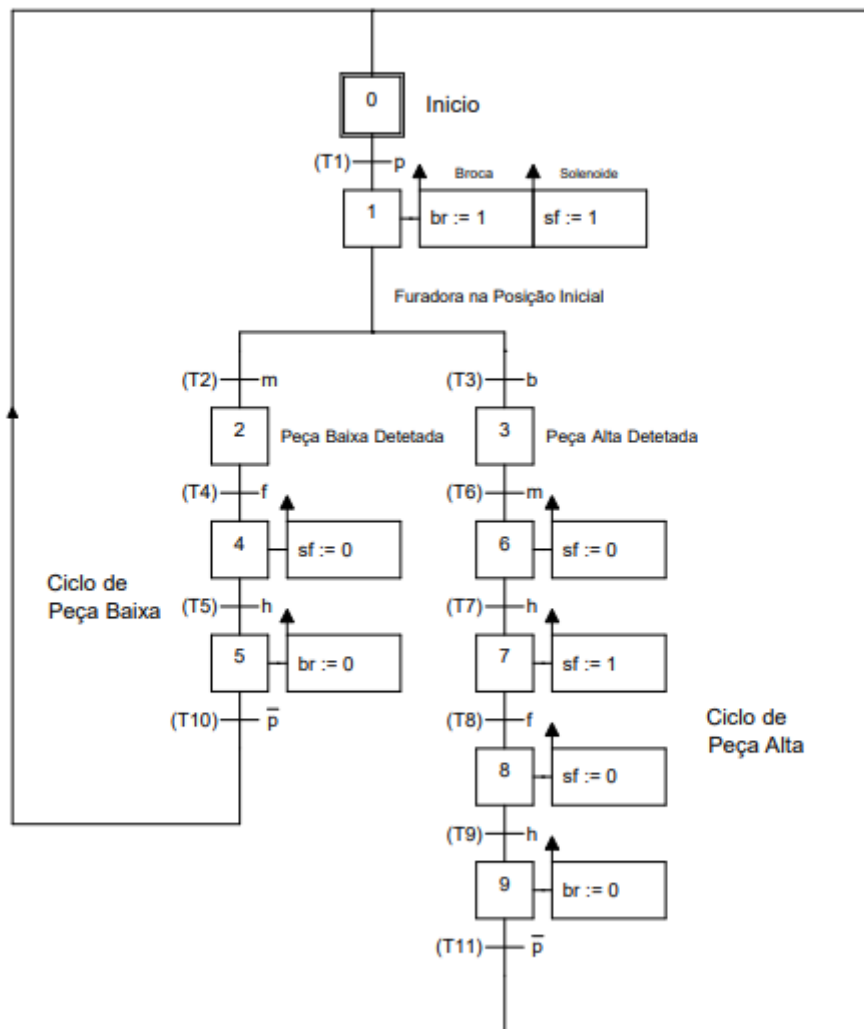 0
Inicio
(T1) p
Broca
Solenoide
1
br := 1
sf := 1
Furadora na Posição Inicial
(T2) m
(T3) b
2
Peça Baixa Detetada
3
Peça Alta Detetada
(T4) f
(T6) m
4
sf := 0
6
sf := 0
Ciclo de
Peça Baixa
(T5) h
(T7) h
5
br := 0
7
sf := 1
(T10) p̅
(T8) f
Ciclo de
Peça Alta
8
sf := 0
(T9) h
9
br := 0
(T11) p̅